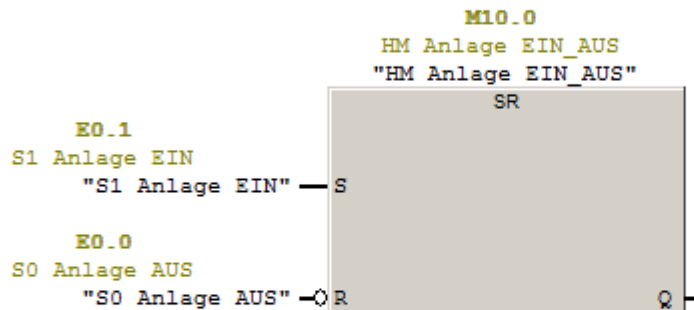 M10.0
HM Anlage EIN_AUS
"HM Anlage EIN_AUS"
SR
E0.1
S1 Anlage EIN
"S1 Anlage EIN" S
E0.0
S0 Anlage AUS
"S0 Anlage AUS" R Q